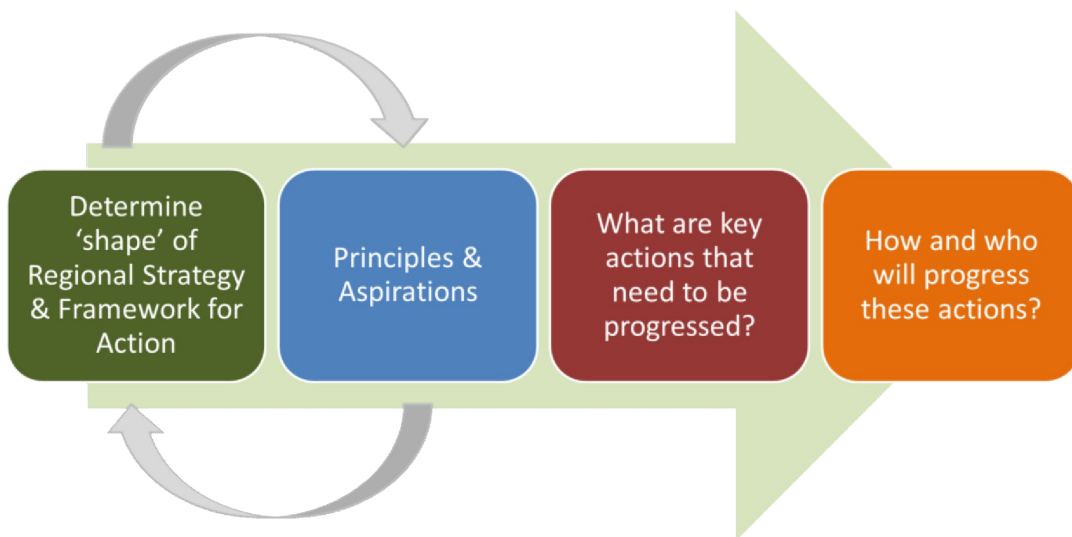 Determine
‘shape’ of
Regional Strategy
& Framework for
Action
Principles &
Aspirations
What are key
actions that
need to be
progressed?
How and who
will progress
these actions?